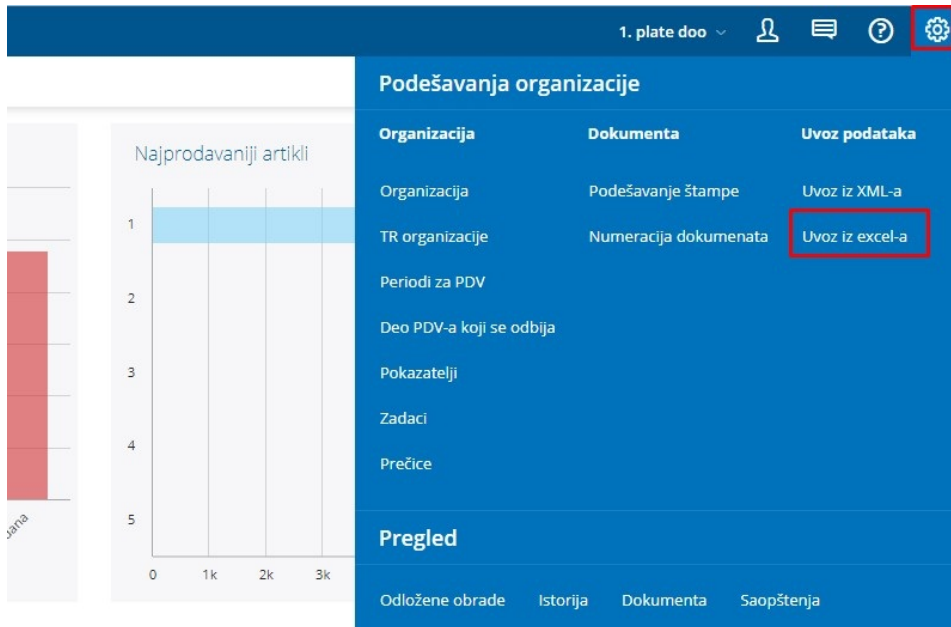 1. plate doo
Podešavanja organizacije
Organizacija
Dokumenta
Uvoz podataka
Organizacija
Podešavanje štampe
Uvoz iz XML-a
TR organizacije
Numeracija dokumenata
Uvoz iz excel-a
Periodi za PDV
Deo PDV-a koji se odbija
Pokazatelji
Zadaci
Prečice
Pregled
Odložene obrade
Istorija
Dokumenta
Saopštenja
Najprodavaniji artikli
1
2
3
4
5
0 1k 2k 3k